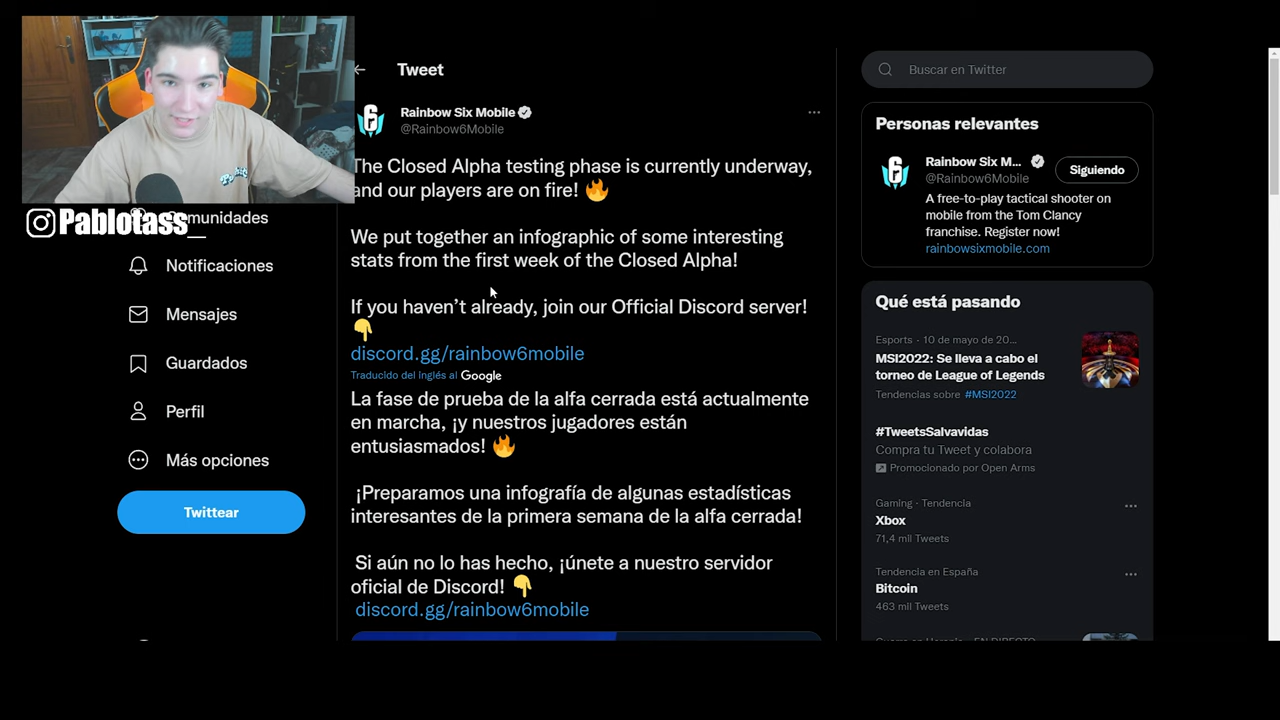 Pablotass__
Comunidades
Notificaciones
Mensajes
Guardados
Perfil
Más opciones
Twittear
Tweet
Rainbow Six Mobile
@Rainbow6Mobile
The Closed Alpha testing phase is currently underway,
and our players are on fire! 🔥
We put together an infographic of some interesting
stats from the first week of the Closed Alpha!
If you haven’t already, join our Official Discord server!
👇
discord.gg/rainbow6mobile
Traducido del inglés al Google
La fase de prueba de la alfa cerrada está actualmente
en marcha, ¡y nuestros jugadores están
entusiasmados! 🔥
¡Preparamos una infografía de algunas estadísticas
interesantes de la primera semana de la alfa cerrada!
Si aún no lo has hecho, ¡únete a nuestro servidor
oficial de Discord! 👇
discord.gg/rainbow6mobile
Buscar en Twitter
Personas relevantes
Rainbow Six M...
@Rainbow6Mobile
Siguiendo
A free-to-play tactical shooter on
mobile from the Tom Clancy
franchise. Register now!
rainbowsixmobile.com
Qué está pasando
Esports · 10 de mayo de 20...
MSI2022: Se lleva a cabo el
torneo de League of Legends
Tendencias sobre #MSI2022
#TweetsSalvavidas
Compra tu Tweet y colabora
Promocionado por Open Arms
Gaming · Tendencia
Xbox
71,4 mil Tweets
Tendencia en España
Bitcoin
463 mil Tweets